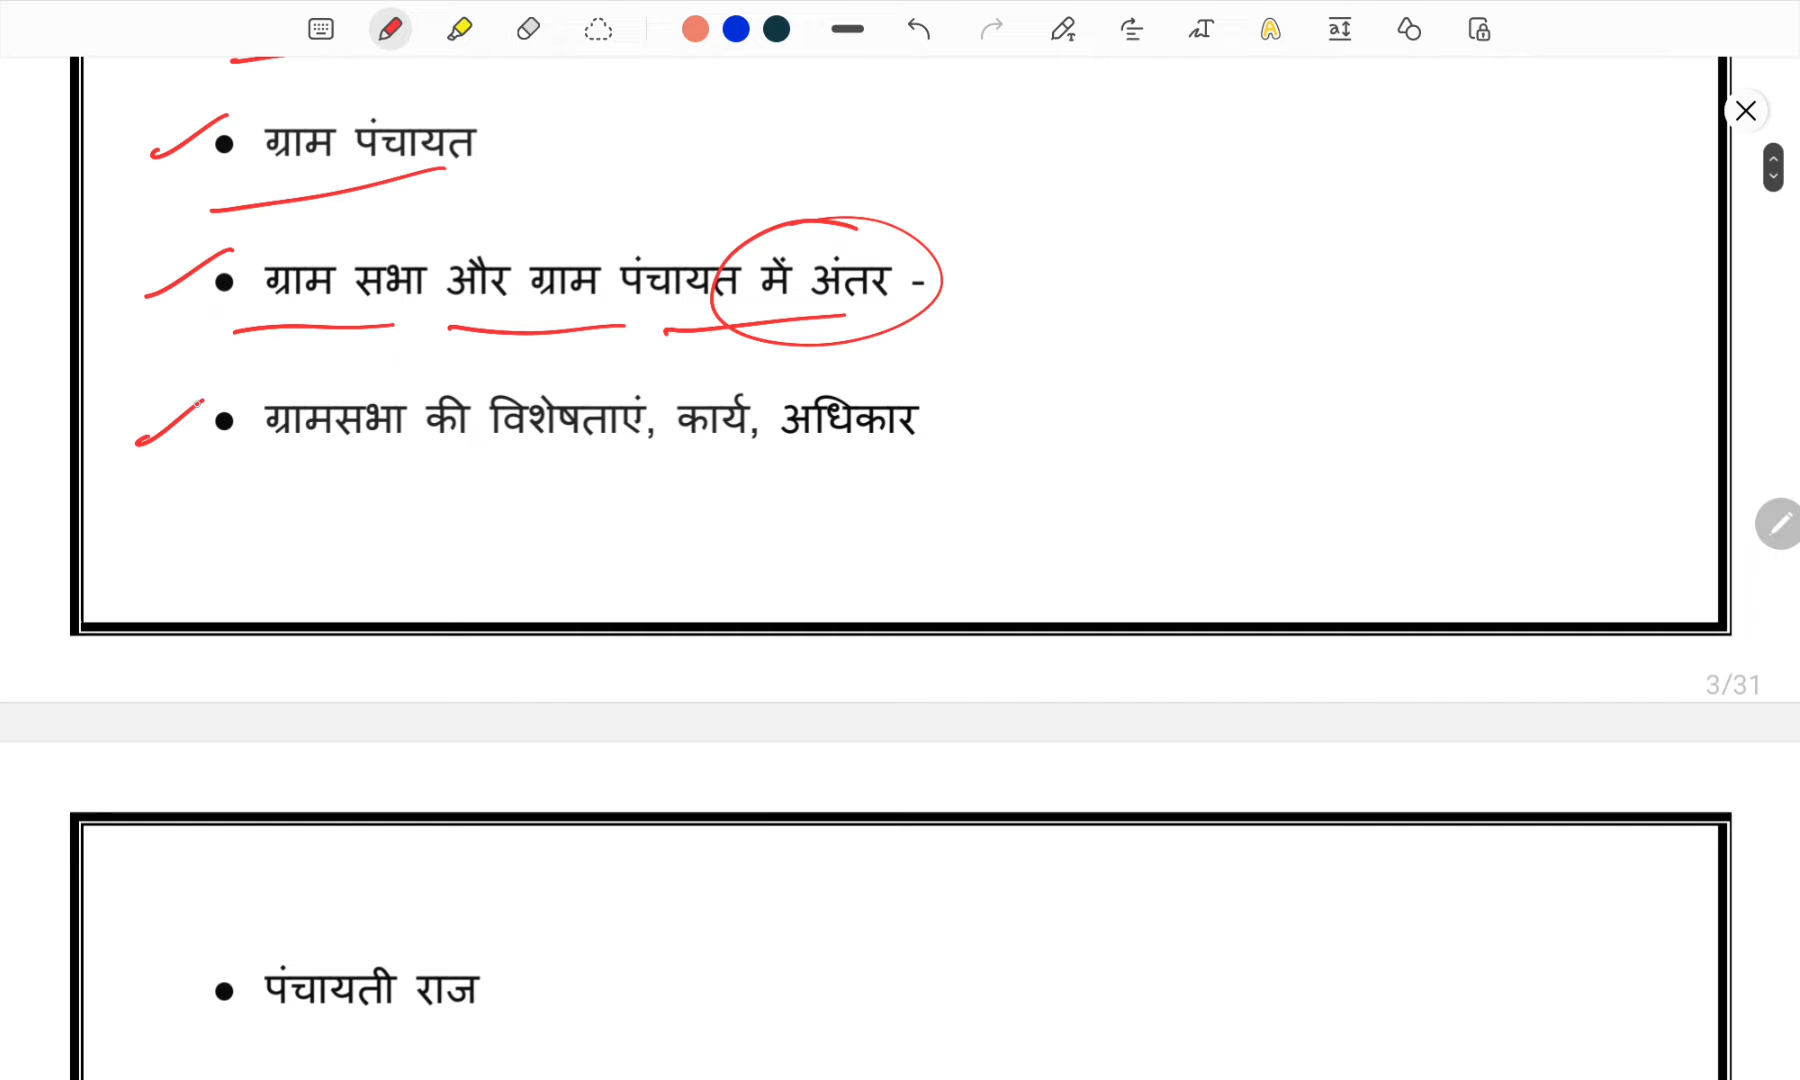 ग्राम पंचायत
ग्राम सभा और ग्राम पंचायत में अंतर -
ग्रामसभा की विशेषताएं, कार्य, अधिकार
3/31
पंचायती राज